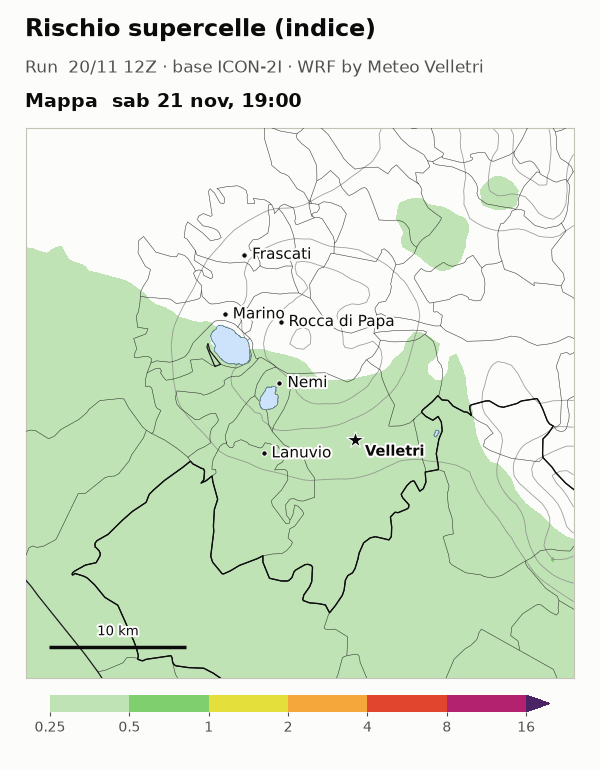 Rischio supercelle (indice)
Run  20/11 12Z · base ICON-2I · WRF by Meteo Velletri
Mappa  sab 21 nov, 19:00
Frascati
Marino
Rocca di Papa
Nemi
Velletri
Lanuvio
10 km
0.25 0.5 1 2 4 8 16